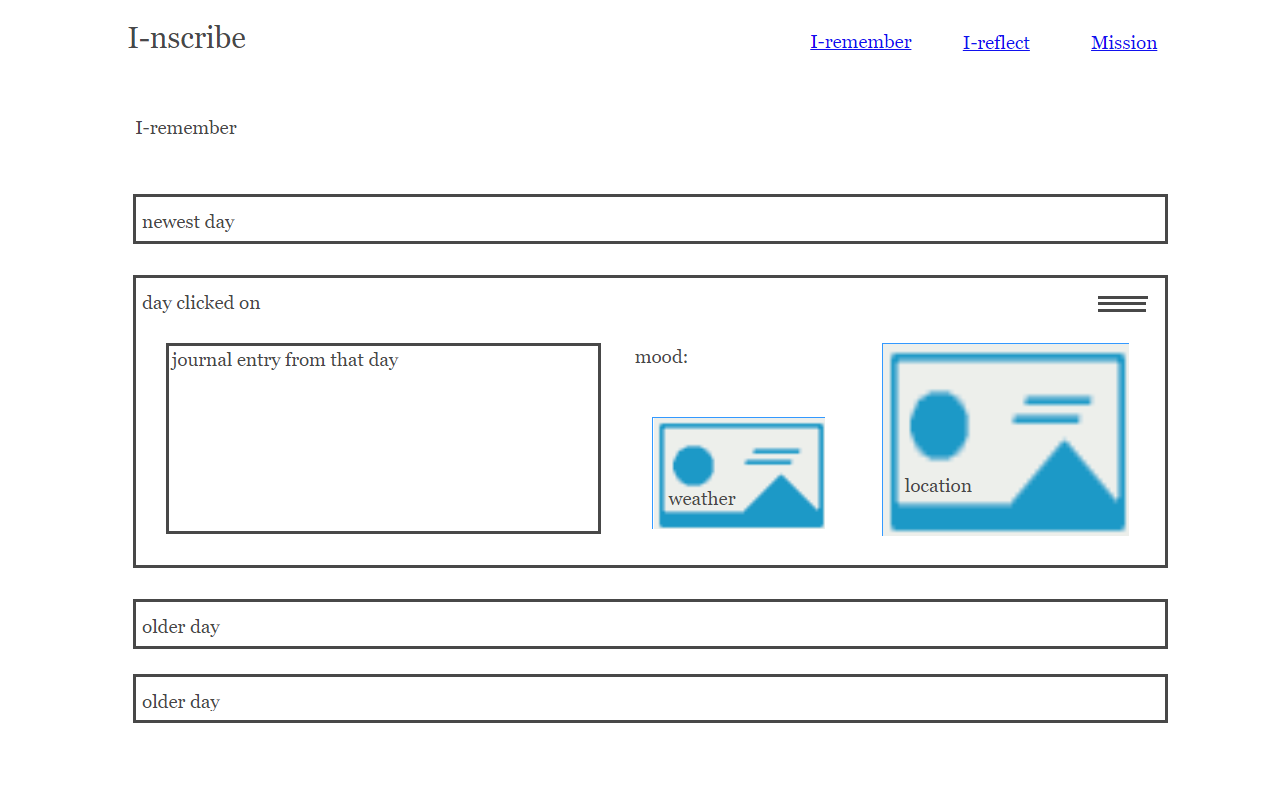 I-nscribe
I-remember
I-reflect
Mission
I-remember
newest day
day clicked on
journal entry from that day
mood:
weather
location
older day
older day